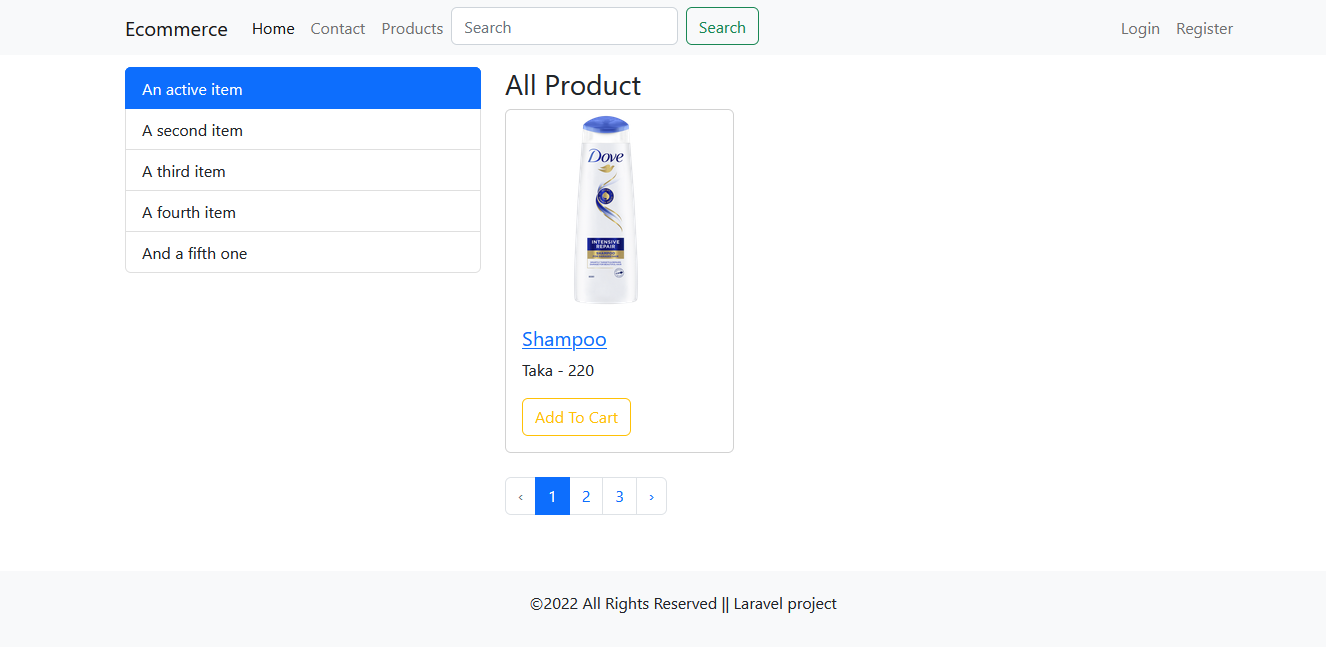 Ecommerce Home Contact Products Search Search Login Register
An active item
A second item
A third item
A fourth item
And a fifth one
All Product
Dove
INTENSIVE
REPAIR
SHAMPOO
Shampoo
Taka - 220
Add To Cart
‹ 1 2 3 ›
©2022 All Rights Reserved || Laravel project